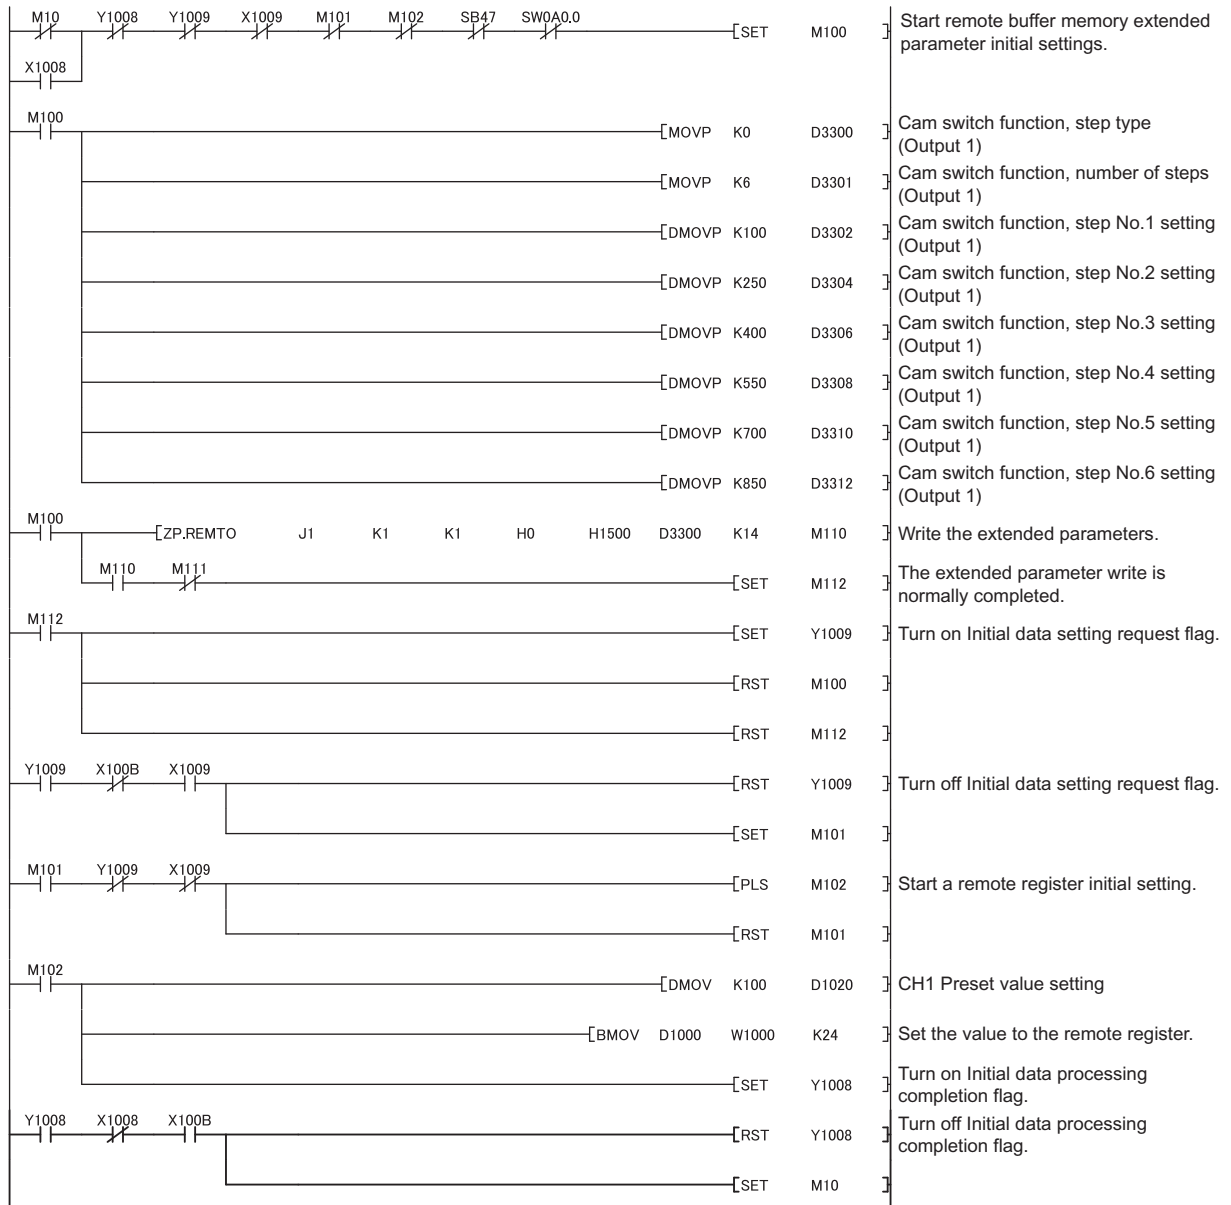 M10 Y1008 Y1009 X1009 M101 M102 SB47 SW0A0.0
[SET M100 ]
Start remote buffer memory extended
parameter initial settings.
X1008
M100
[MOVP K0 D3300 ]
Cam switch function, step type
(Output 1)
[MOVP K6 D3301 ]
Cam switch function, number of steps
(Output 1)
[DMOVP K100 D3302 ]
Cam switch function, step No.1 setting
(Output 1)
[DMOVP K250 D3304 ]
Cam switch function, step No.2 setting
(Output 1)
[DMOVP K400 D3306 ]
Cam switch function, step No.3 setting
(Output 1)
[DMOVP K550 D3308 ]
Cam switch function, step No.4 setting
(Output 1)
[DMOVP K700 D3310 ]
Cam switch function, step No.5 setting
(Output 1)
[DMOVP K850 D3312 ]
Cam switch function, step No.6 setting
(Output 1)
M100
[ZP.REMTO J1 K1 K1 H0 H1500 D3300 K14 M110 ]
Write the extended parameters.
M110 M111
[SET M112 ]
The extended parameter write is
normally completed.
M112
[SET Y1009 ]
Turn on Initial data setting request flag.
[RST M100 ]
[RST M112 ]
Y1009 X100B X1009
[RST Y1009 ]
Turn off Initial data setting request flag.
[SET M101 ]
M101 Y1009 X1009
[PLS M102 ]
Start a remote register initial setting.
[RST M101 ]
M102
[DMOV K100 D1020 ]
CH1 Preset value setting
[BMOV D1000 W1000 K24 ]
Set the value to the remote register.
[SET Y1008 ]
Turn on Initial data processing
completion flag.
Y1008 X1008 X100B
[RST Y1008 ]
Turn off Initial data processing
completion flag.
[SET M10 ]